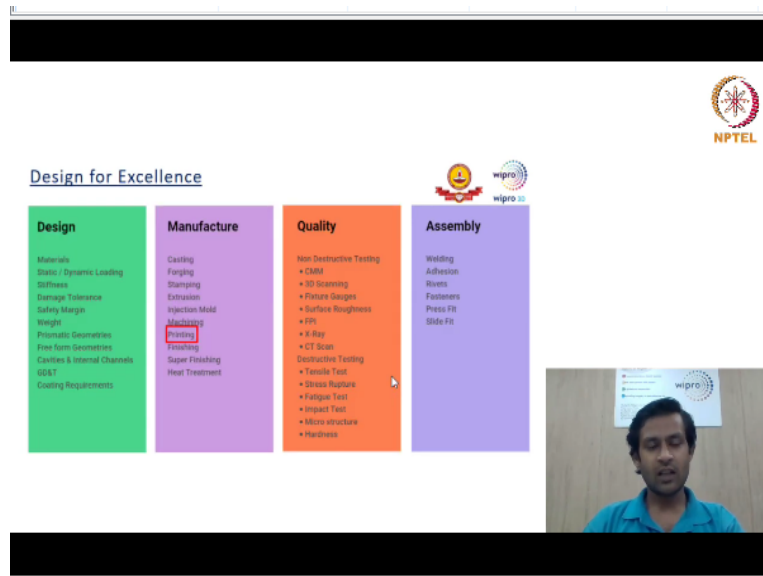 NPTEL
Design for Excellence
wipro
wipro 3D
Design
Materials
Static / Dynamic Loading
Stiffness
Damage Tolerance
Safety Margin
Weight
Prismatic Geometries
Free form Geometries
Cavities & Internal Channels
GD&T
Coating Requirements
Manufacture
Casting
Forging
Stamping
Extrusion
Injection Mold
Machining
Printing
Finishing
Super Finishing
Heat Treatment
Quality
Non Destructive Testing
• CMM
• 3D Scanning
• Fixture Gauges
• Surface Roughness
• FPI
• X-Ray
• CT Scan
Destructive Testing
• Tensile Test
• Stress Rupture
• Fatigue Test
• Impact Test
• Micro structure
• Hardness
Assembly
Welding
Adhesion
Rivets
Fasteners
Press Fit
Slide Fit
wipro